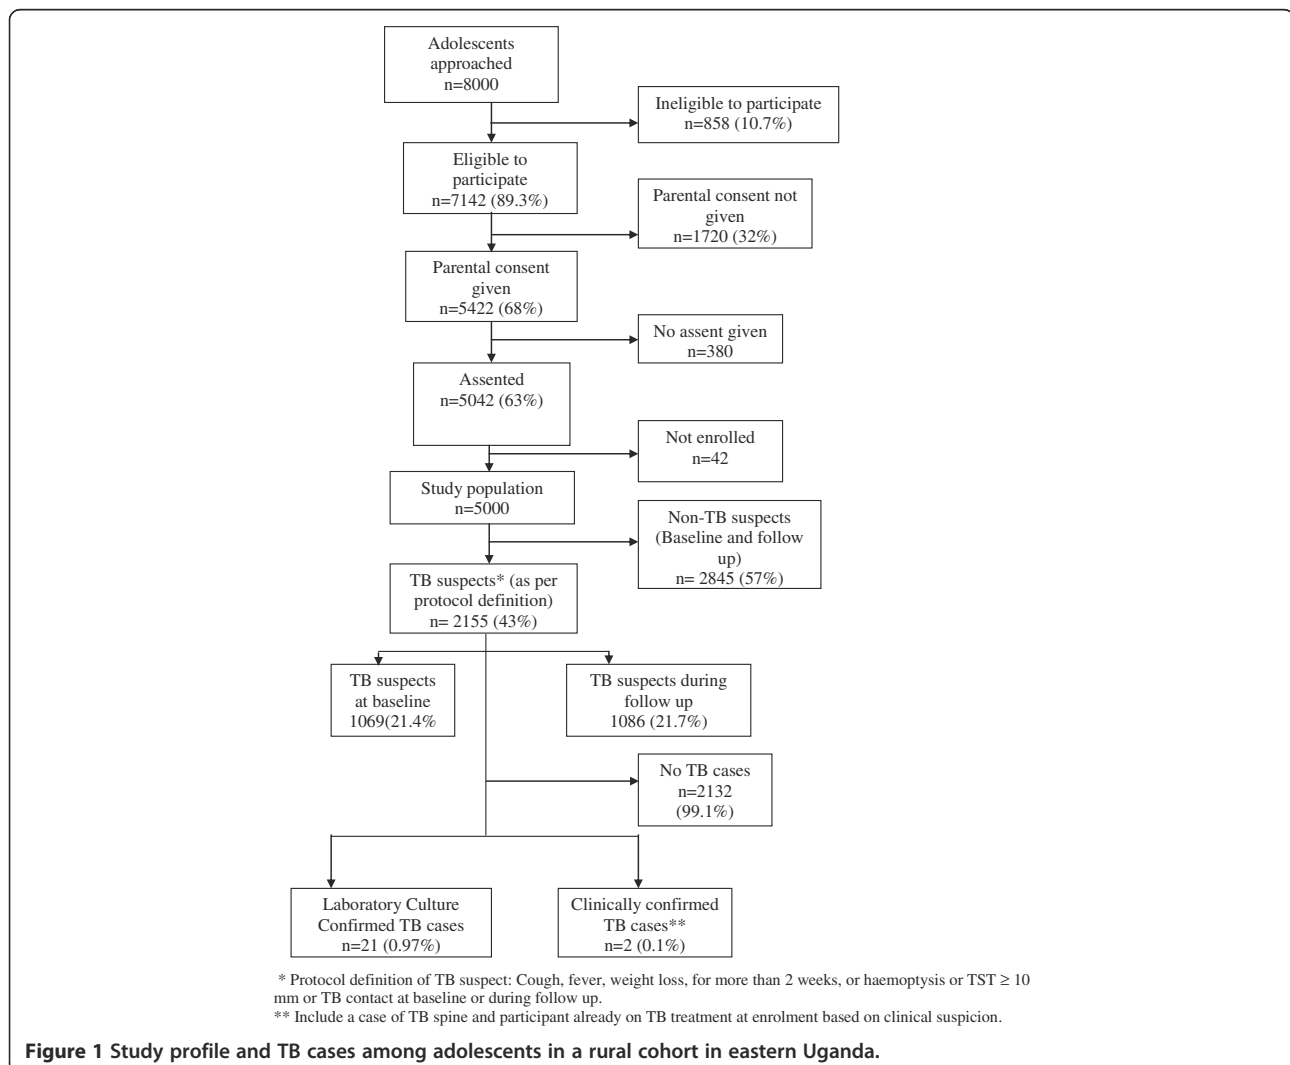 Adolescents
approached
n=8000
Ineligible to participate
n=858 (10.7%)
Eligible to
participate
n=7142 (89.3%)
Parental consent not
given
n=1720 (32%)
Parental consent
given
n=5422 (68%)
No assent given
n=380
Assented
n=5042 (63%)
Not enrolled
n=42
Study population
n=5000
Non-TB suspects
(Baseline and follow
up)
n= 2845 (57%)
TB suspects* (as per
protocol definition)
n= 2155 (43%)
TB suspects
at baseline
1069(21.4%
TB suspects during
follow up
1086 (21.7%)
No TB cases
n=2132
(99.1%)
Laboratory Culture
Confirmed TB cases
n=21 (0.97%)
Clinically confirmed
TB cases**
n=2 (0.1%)
* Protocol definition of TB suspect: Cough, fever, weight loss, for more than 2 weeks, or haemoptysis or TST ≥ 10
mm or TB contact at baseline or during follow up.
** Include a case of TB spine and participant already on TB treatment at enrolment based on clinical suspicion.
Figure 1 Study profile and TB cases among adolescents in a rural cohort in eastern Uganda.